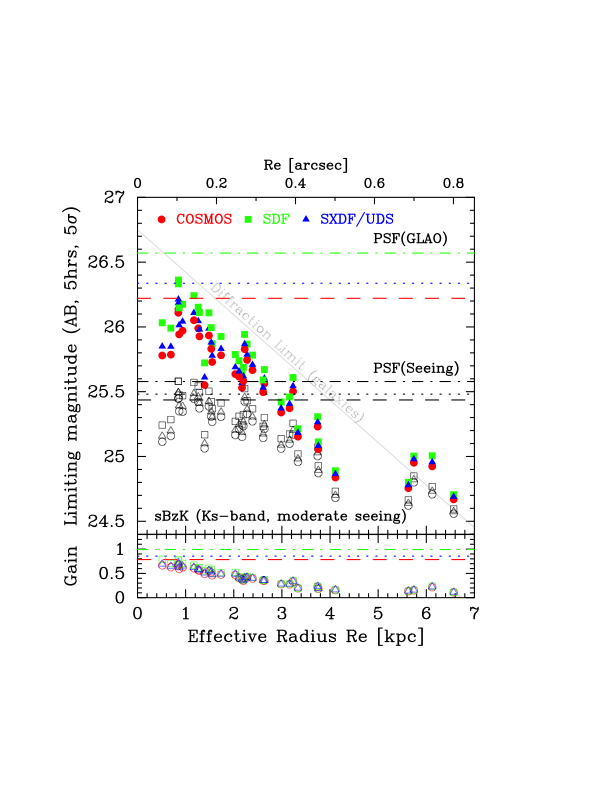 Re [arcsec]
0 0.2 0.4 0.6 0.8
27
COSMOS SDF SXDF/UDS
PSF(GLAO)
26.5
Diffraction Limit (galaxies)
26
PSF(Seeing)
25.5
25
24.5
Limiting magnitude (AB, 5hrs, 5σ)
sBzK (Ks-band, moderate seeing)
Gain
1
0.5
0
0 1 2 3 4 5 6 7
Effective Radius Re [kpc]